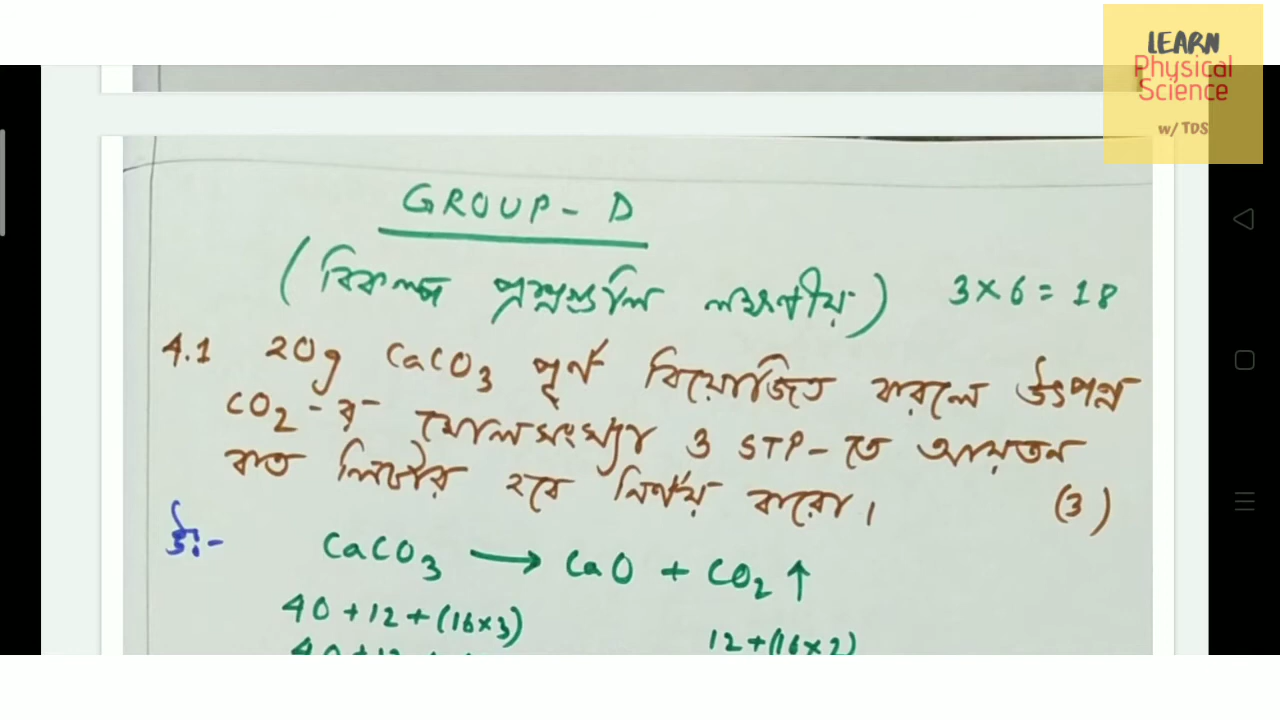 LEARN
Physical
Science
w/ TDS
GROUP - D
(বিকল্প প্রশ্নগুলি লক্ষণীয়) 3×6=18
4.1 20g CaCO3 পূর্ণ বিয়োজিত করলে উৎপন্ন
CO2-র মোলসংখ্যা ও STP-তে আয়তন
কত লিটার হবে নির্ণয় করো। (3)
উঃ-
CaCO3 → CaO + CO2↑
40+12+(16×3) 12+(16×2)